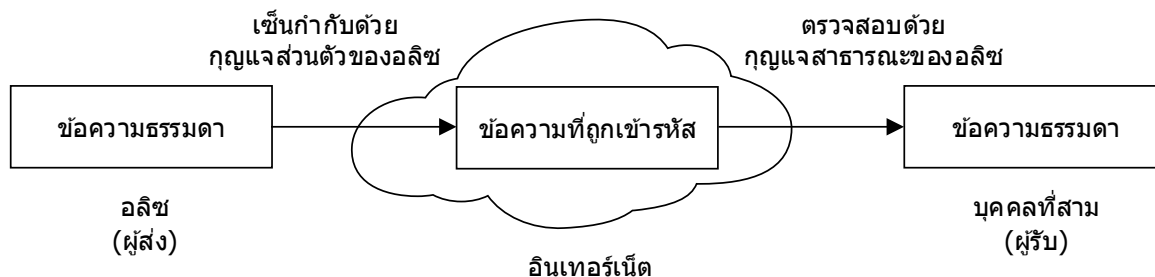 เซ็นกำกับด้วย
กุญแจส่วนตัวของอลิซ
ตรวจสอบด้วย
กุญแจสาธารณะของอลิซ
ข้อความธรรมดา
ข้อความที่ถูกเข้ารหัส
ข้อความธรรมดา
อลิซ
(ผู้ส่ง)
บุคคลที่สาม
(ผู้รับ)
อินเทอร์เน็ต